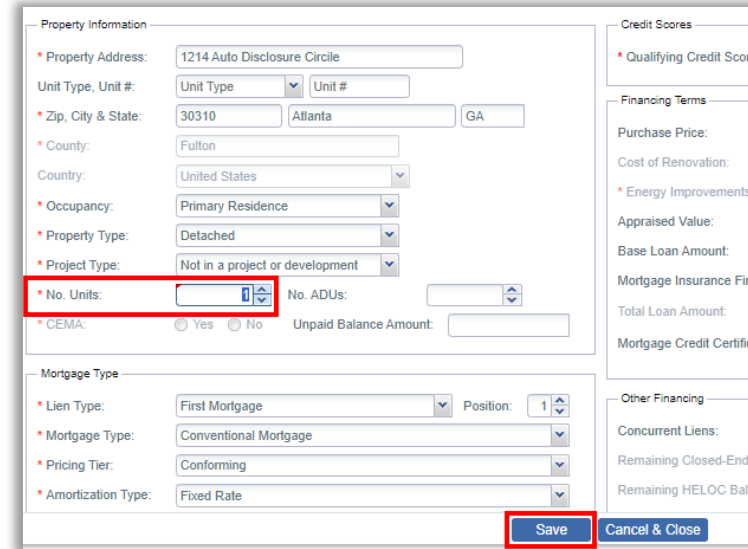 Property Information
* Property Address: 1214 Auto Disclosure Circile
Unit Type, Unit #: Unit Type Unit #
* Zip, City & State: 30310 Atlanta GA
* County: Fulton
Country: United States
* Occupancy: Primary Residence
* Property Type: Detached
* Project Type: Not in a project or development
* No. Units: 1 No. ADUs:
* CEMA: Yes No Unpaid Balance Amount:
Mortgage Type
* Lien Type: First Mortgage Position: 1
* Mortgage Type: Conventional Mortgage
* Pricing Tier: Conforming
* Amortization Type: Fixed Rate
Credit Scores
* Qualifying Credit Scor
Financing Terms
Purchase Price:
Cost of Renovation:
* Energy Improvements
Appraised Value:
Base Loan Amount:
Mortgage Insurance Fin
Total Loan Amount:
Mortgage Credit Certific
Other Financing
Concurrent Liens:
Remaining Closed-End
Remaining HELOC Bal
Save Cancel & Close